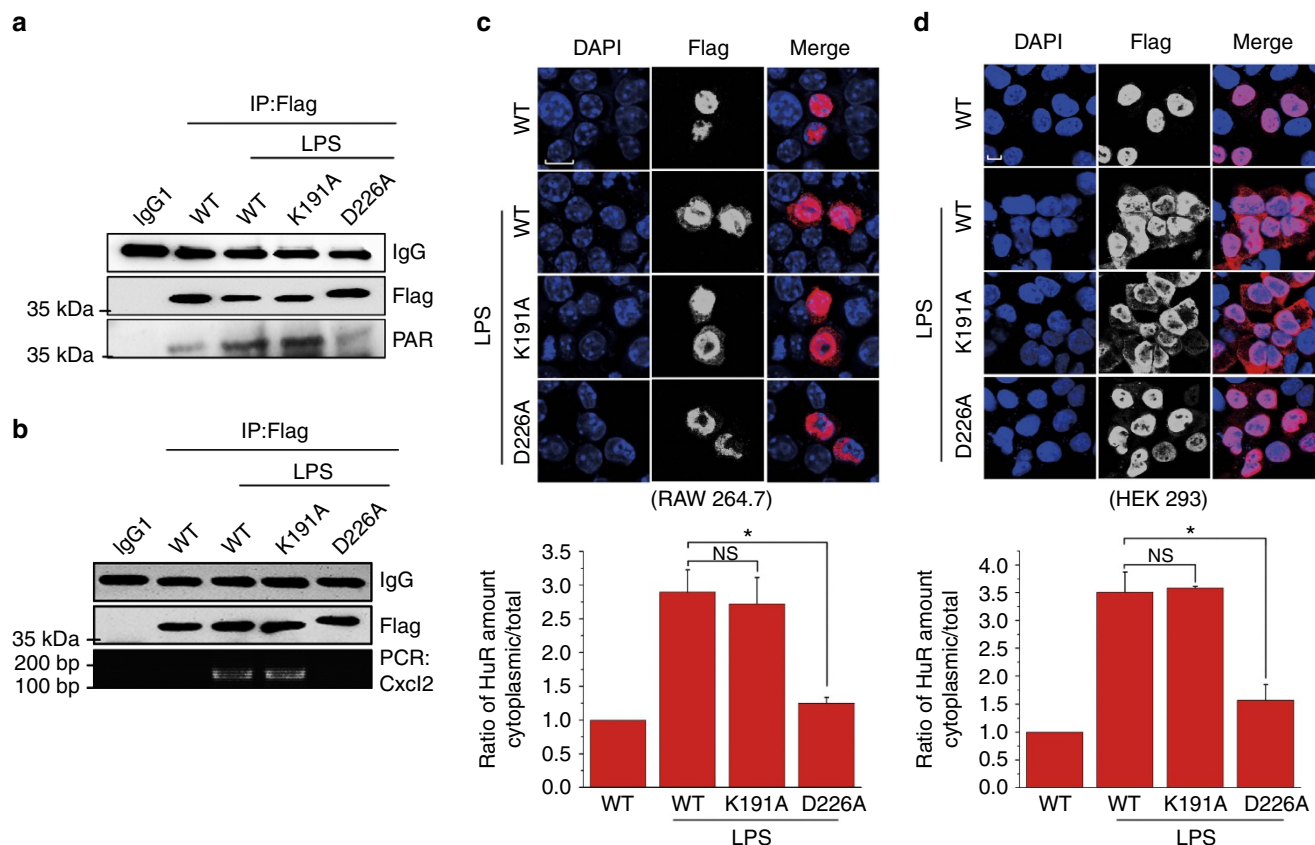 a
IP:Flag
LPS
IgG1 WT WT K191A D226A
IgG
Flag
35 kDa
PAR
35 kDa
b
IP:Flag
LPS
IgG1 WT WT K191A D226A
IgG
Flag
35 kDa
200 bp
100 bp
PCR:
Cxcl2
c
DAPI Flag Merge
WT
LPS
WT
K191A
D226A
(RAW 264.7)
Ratio of HuR amount
cytoplasmic/total
3.5
3.0
2.5
2.0
1.5
1.0
0.5
0.0
*
NS
WT WT K191A D226A
LPS
d
DAPI Flag Merge
WT
LPS
WT
K191A
D226A
(HEK 293)
Ratio of HuR amount
cytoplasmic/total
4.0
3.5
3.0
2.5
2.0
1.5
1.0
0.5
0.0
*
NS
WT WT K191A D226A
LPS